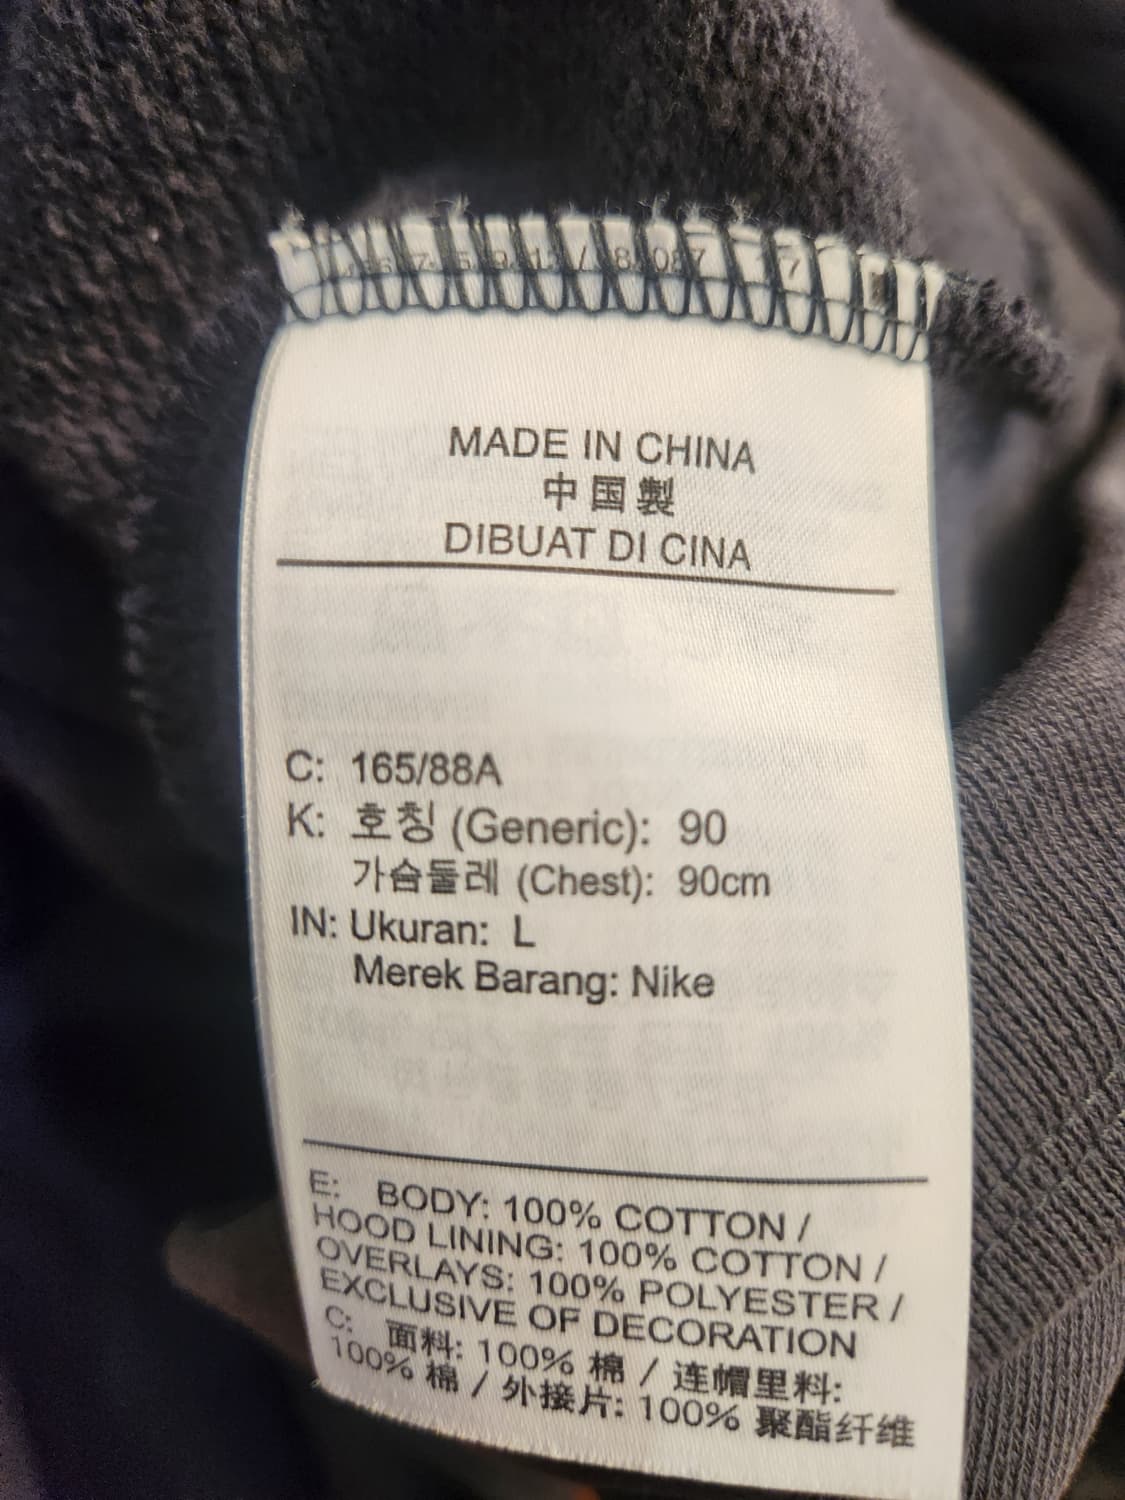 MADE IN CHINA
中国製
DIBUAT DI CINA
C: 165/88A
K: 호칭 (Generic): 90
가슴둘레 (Chest): 90cm
IN: Ukuran: L
Merek Barang: Nike
E: BODY: 100% COTTON /
HOOD LINING: 100% COTTON /
OVERLAYS: 100% POLYESTER /
EXCLUSIVE OF DECORATION
C: 面料: 100% 棉 / 连帽里料:
100% 棉 / 外接片: 100% 聚酯纤维